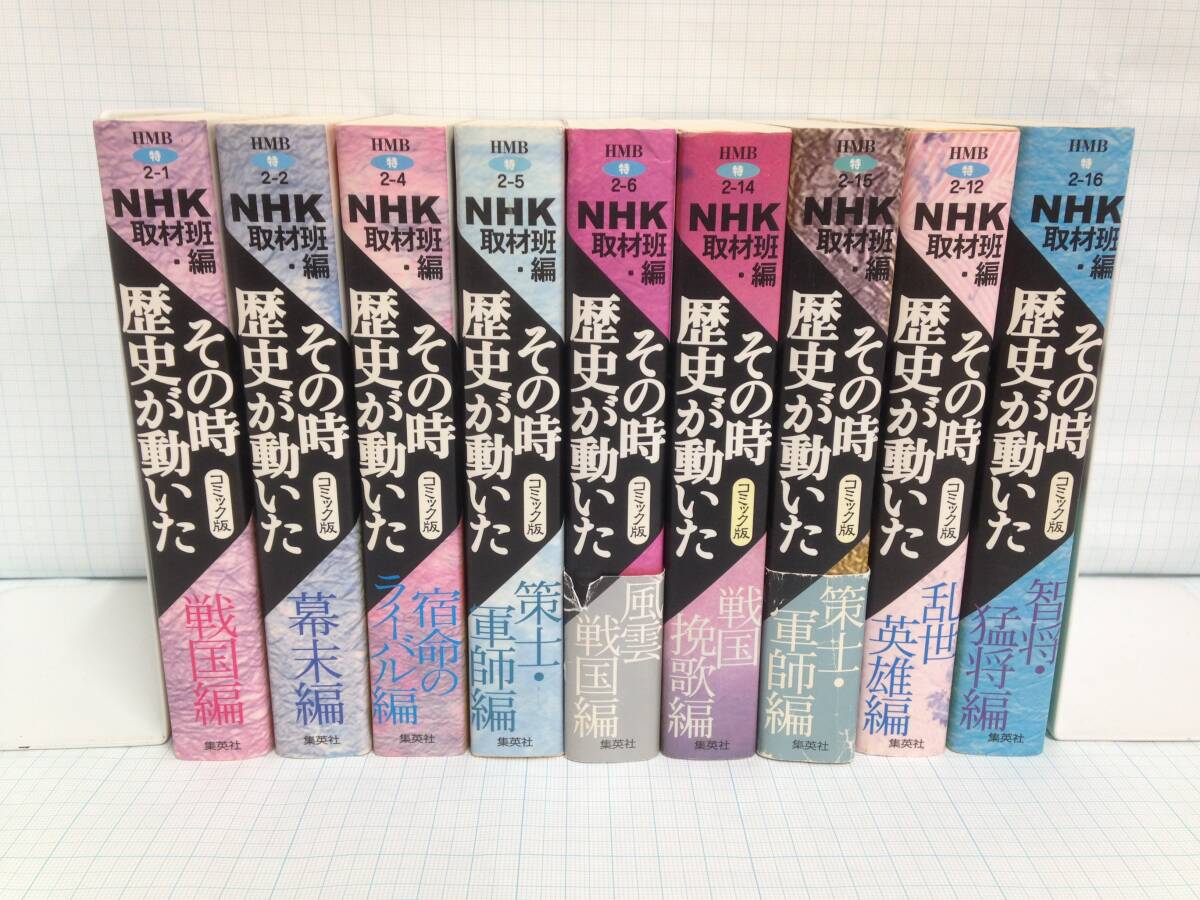 HMB
特
2-1
NHK
取材班・編
その時
歴史が動いた
コミック版
戦国編
集英社
HMB
特
2-2
NHK
取材班・編
その時
歴史が動いた
コミック版
幕末編
集英社
HMB
特
2-4
NHK
取材班・編
その時
歴史が動いた
コミック版
宿命の
ライバル編
集英社
HMB
特
2-5
NHK
取材班・編
その時
歴史が動いた
コミック版
策士・
軍師編
集英社
HMB
特
2-6
NHK
取材班・編
その時
歴史が動いた
コミック版
風雲
戦国編
集英社
HMB
特
2-14
NHK
取材班・編
その時
歴史が動いた
コミック版
戦国
挽歌編
集英社
HMB
特
2-15
NHK
取材班・編
その時
歴史が動いた
コミック版
策士・
軍師編
集英社
HMB
特
2-12
NHK
取材班・編
その時
歴史が動いた
コミック版
乱世
英雄編
集英社
HMB
特
2-16
NHK
取材班・編
その時
歴史が動いた
コミック版
智将・
猛将編
集英社